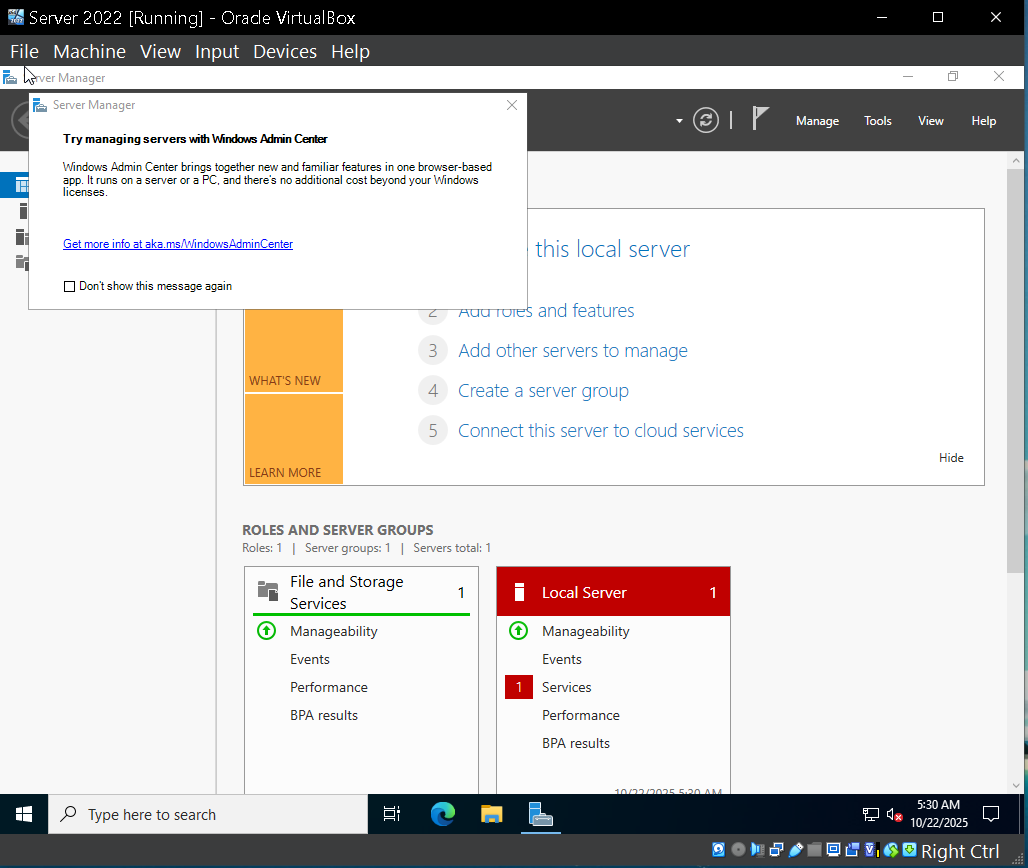 Server 2022 [Running] - Oracle VirtualBox
File Machine View Input Devices Help
rver Manager
Server Manager
Manage Tools View Help
Try managing servers with Windows Admin Center
Windows Admin Center brings together new and familiar features in one browser-based
app. It runs on a server or a PC, and there's no additional cost beyond your Windows
licenses.
Get more info at aka.ms/WindowsAdminCenter
Don't show this message again
this local server
2 Add roles and features
3 Add other servers to manage
4 Create a server group
5 Connect this server to cloud services
WHAT'S NEW
LEARN MORE
Hide
ROLES AND SERVER GROUPS
Roles: 1 | Server groups: 1 | Servers total: 1
File and Storage
Services
1
Manageability
Events
Performance
BPA results
Local Server 1
Manageability
Events
1 Services
Performance
BPA results
10/22/2025 5:30 AM
Type here to search
5:30 AM
10/22/2025
Right Ctrl